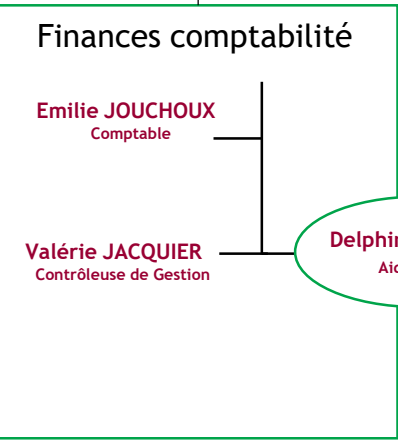 Finances comptabilité
Emilie JOUCHOUX
Comptable
Valérie JACQUIER
Contrôleuse de Gestion